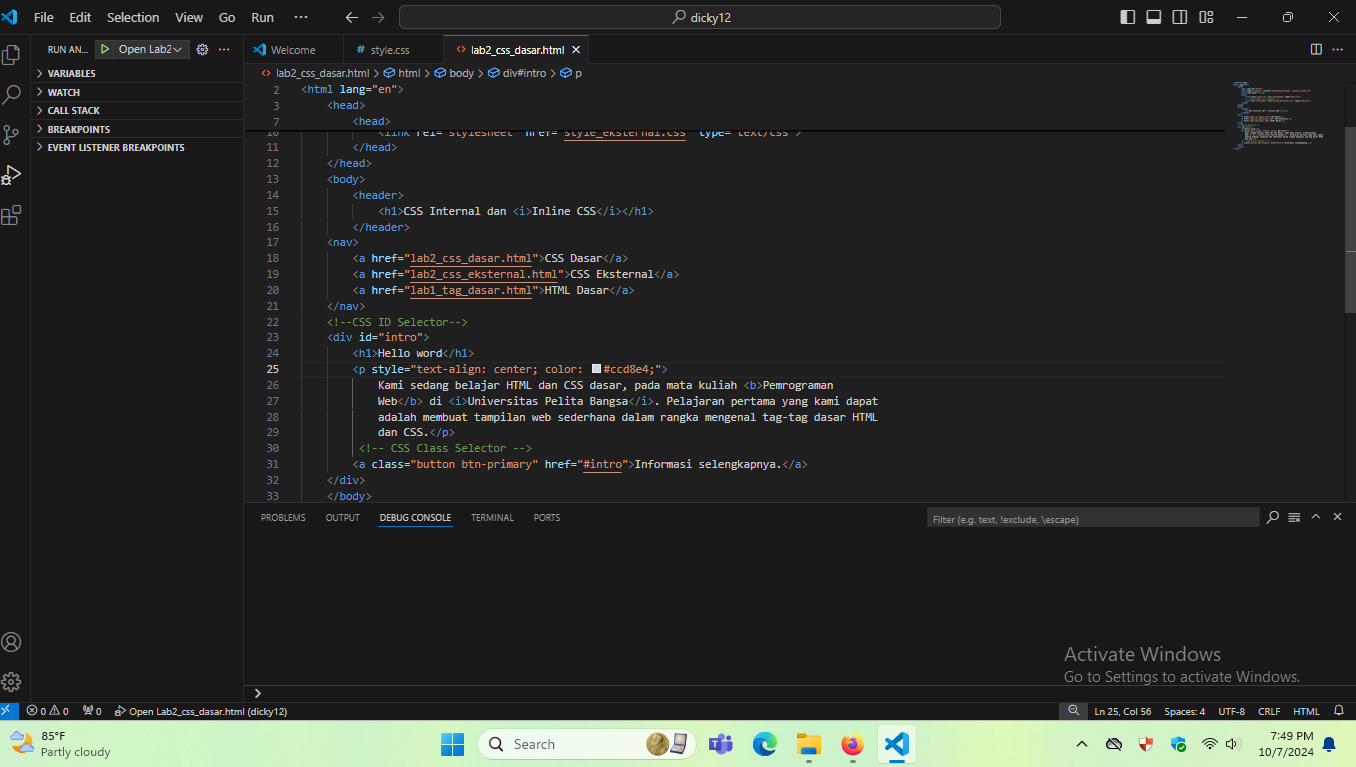 File Edit Selection View Go Run ··· dicky12
RUN AN... Open Lab2 ···
VARIABLES
WATCH
CALL STACK
BREAKPOINTS
EVENT LISTENER BREAKPOINTS
Welcome # style.css <> lab2_css_dasar.html
<> lab2_css_dasar.html > html > body > div#intro > p
2 <html lang="en">
3 <head>
7 <head>
10 <link rel="stylesheet" href="style_eksternal.css" type="text/css">
11 </head>
12 </head>
13 <body>
14 <header>
15 <h1>CSS Internal dan <i>Inline CSS</i></h1>
16 </header>
17 <nav>
18 <a href="lab2_css_dasar.html">CSS Dasar</a>
19 <a href="lab2_css_eksternal.html">CSS Eksternal</a>
20 <a href="lab1_tag_dasar.html">HTML Dasar</a>
21 </nav>
22 <!--CSS ID Selector-->
23 <div id="intro">
24 <h1>Hello word</h1>
25 <p style="text-align: center; color: #ccd8e4;">
26 Kami sedang belajar HTML dan CSS dasar, pada mata kuliah <b>Pemrograman
27 Web</b> di <i>Universitas Pelita Bangsa</i>. Pelajaran pertama yang kami dapat
28 adalah membuat tampilan web sederhana dalam rangka mengenal tag-tag dasar HTML
29 dan CSS.</p>
30 <!-- CSS Class Selector -->
31 <a class="button btn-primary" href="#intro">Informasi selengkapnya.</a>
32 </div>
33 </body>
PROBLEMS OUTPUT DEBUG CONSOLE TERMINAL PORTS Filter (e.g. text, !exclude, \escape)
Activate Windows
Go to Settings to activate Windows.
0 0 0 Open Lab2_css_dasar.html (dicky12) Ln 25, Col 56 Spaces: 4 UTF-8 CRLF HTML
85°F
Partly cloudy
Search
7:49 PM
10/7/2024